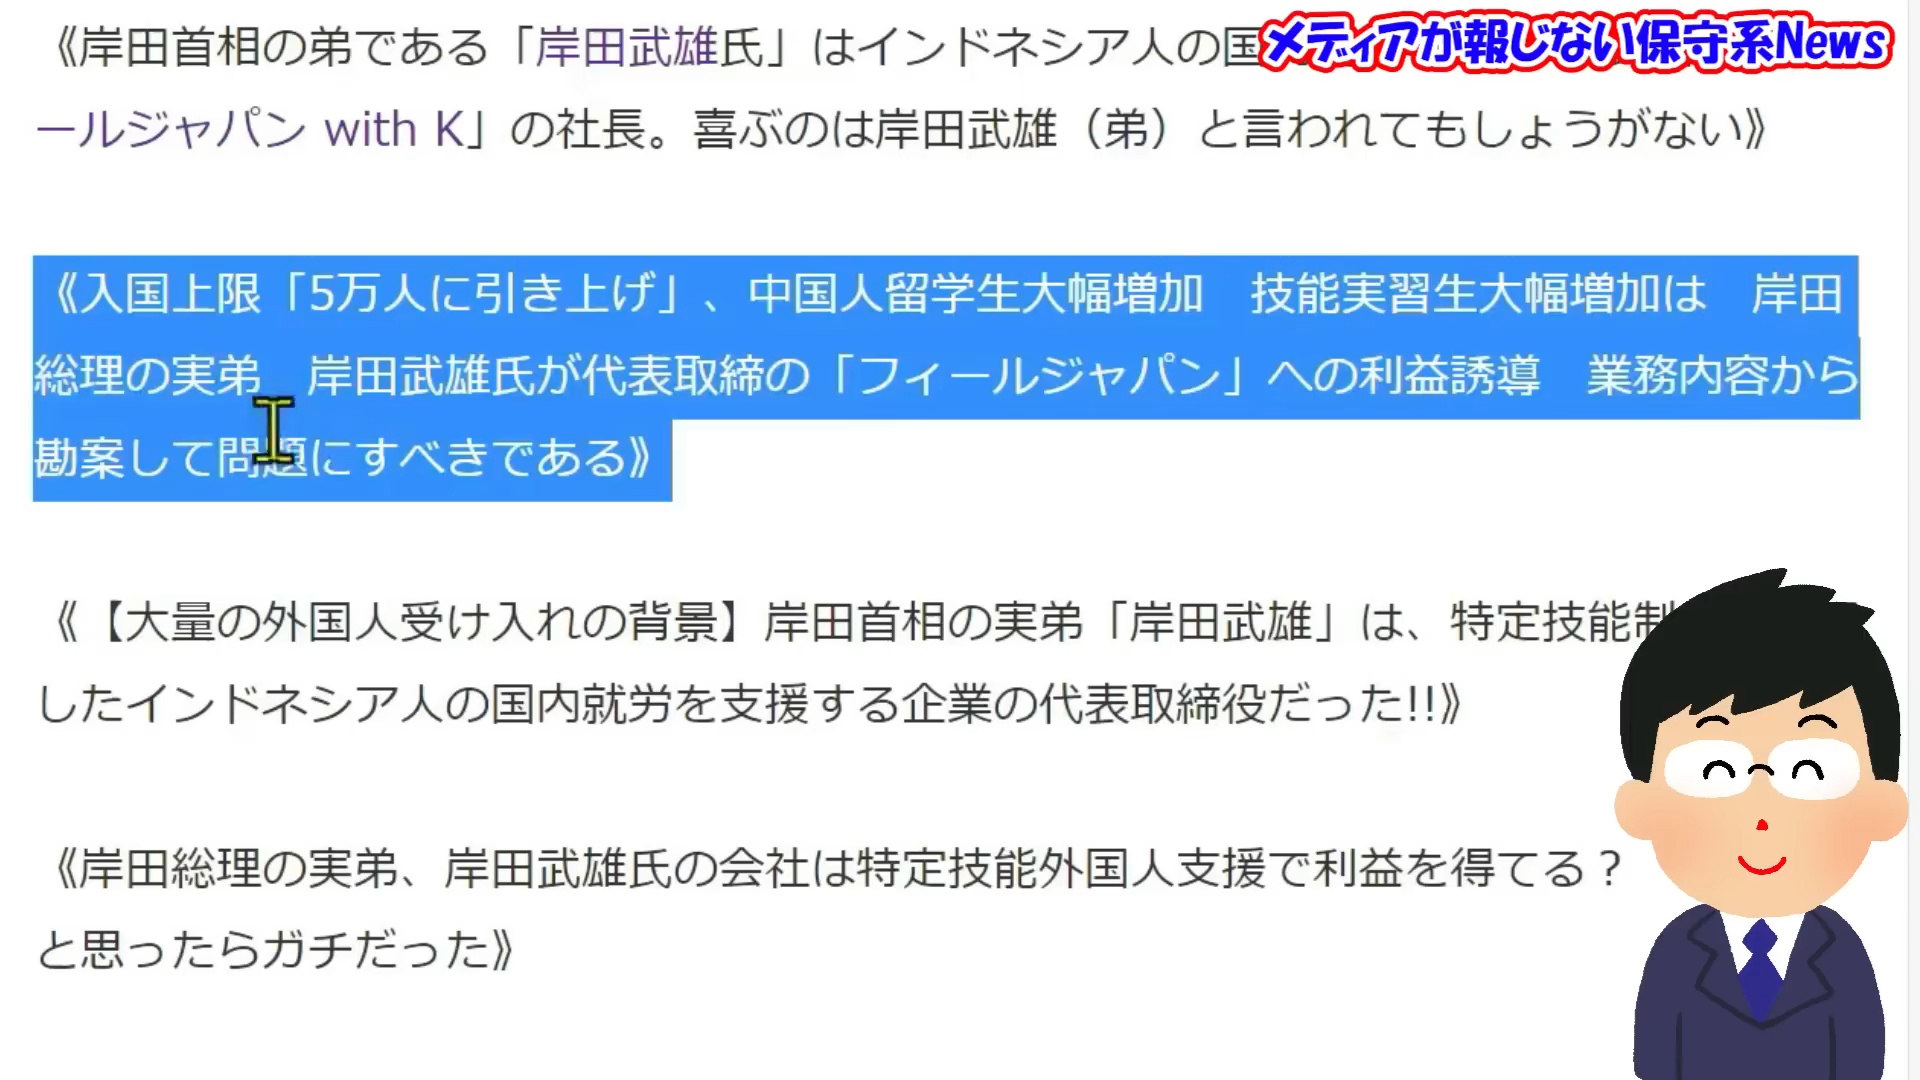 《岸田首相の弟である「岸田武雄氏」はインドネシア人の国
メディアが報じない保守系News
ールジャパン with K」の社長。喜ぶのは岸田武雄（弟）と言われてもしょうがない》
《入国上限「5万人に引き上げ」、中国人留学生大幅増加　技能実習生大幅増加は　岸田
総理の実弟　岸田武雄氏が代表取締の「フィールジャパン」への利益誘導　業務内容から
勘案して問題にすべきである》
《【大量の外国人受け入れの背景】岸田首相の実弟「岸田武雄」は、特定技能制
したインドネシア人の国内就労を支援する企業の代表取締役だった!!》
《岸田総理の実弟、岸田武雄氏の会社は特定技能外国人支援で利益を得てる？
と思ったらガチだった》